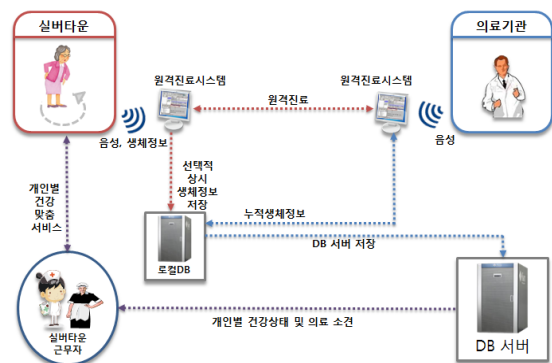 실버타운
의료기관
원격진료시스템
원격진료시스템
원격진료
음성, 생체정보
음성
선택적
상시
생체정보
저장
개인별
건강
맞춤
서비스
누적생체정보
DB 서버 저장
로컬DB
실버타운
근무자
개인별 건강상태 및 의료 소견
DB 서버